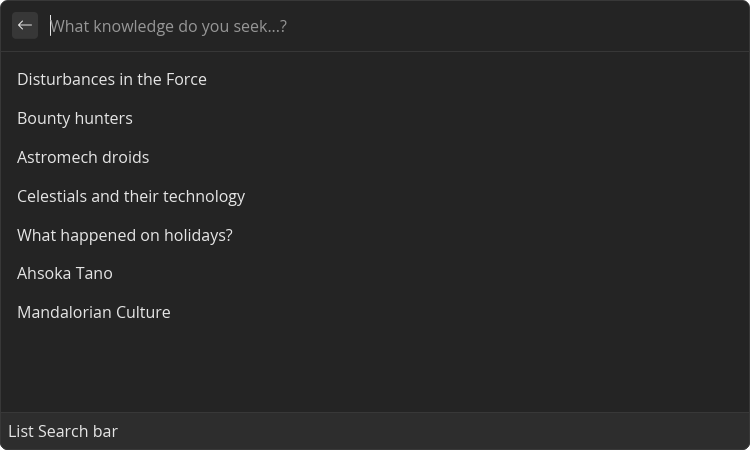 What knowledge do you seek...?
Disturbances in the Force
Bounty hunters
Astromech droids
Celestials and their technology
What happened on holidays?
Ahsoka Tano
Mandalorian Culture
List Search bar